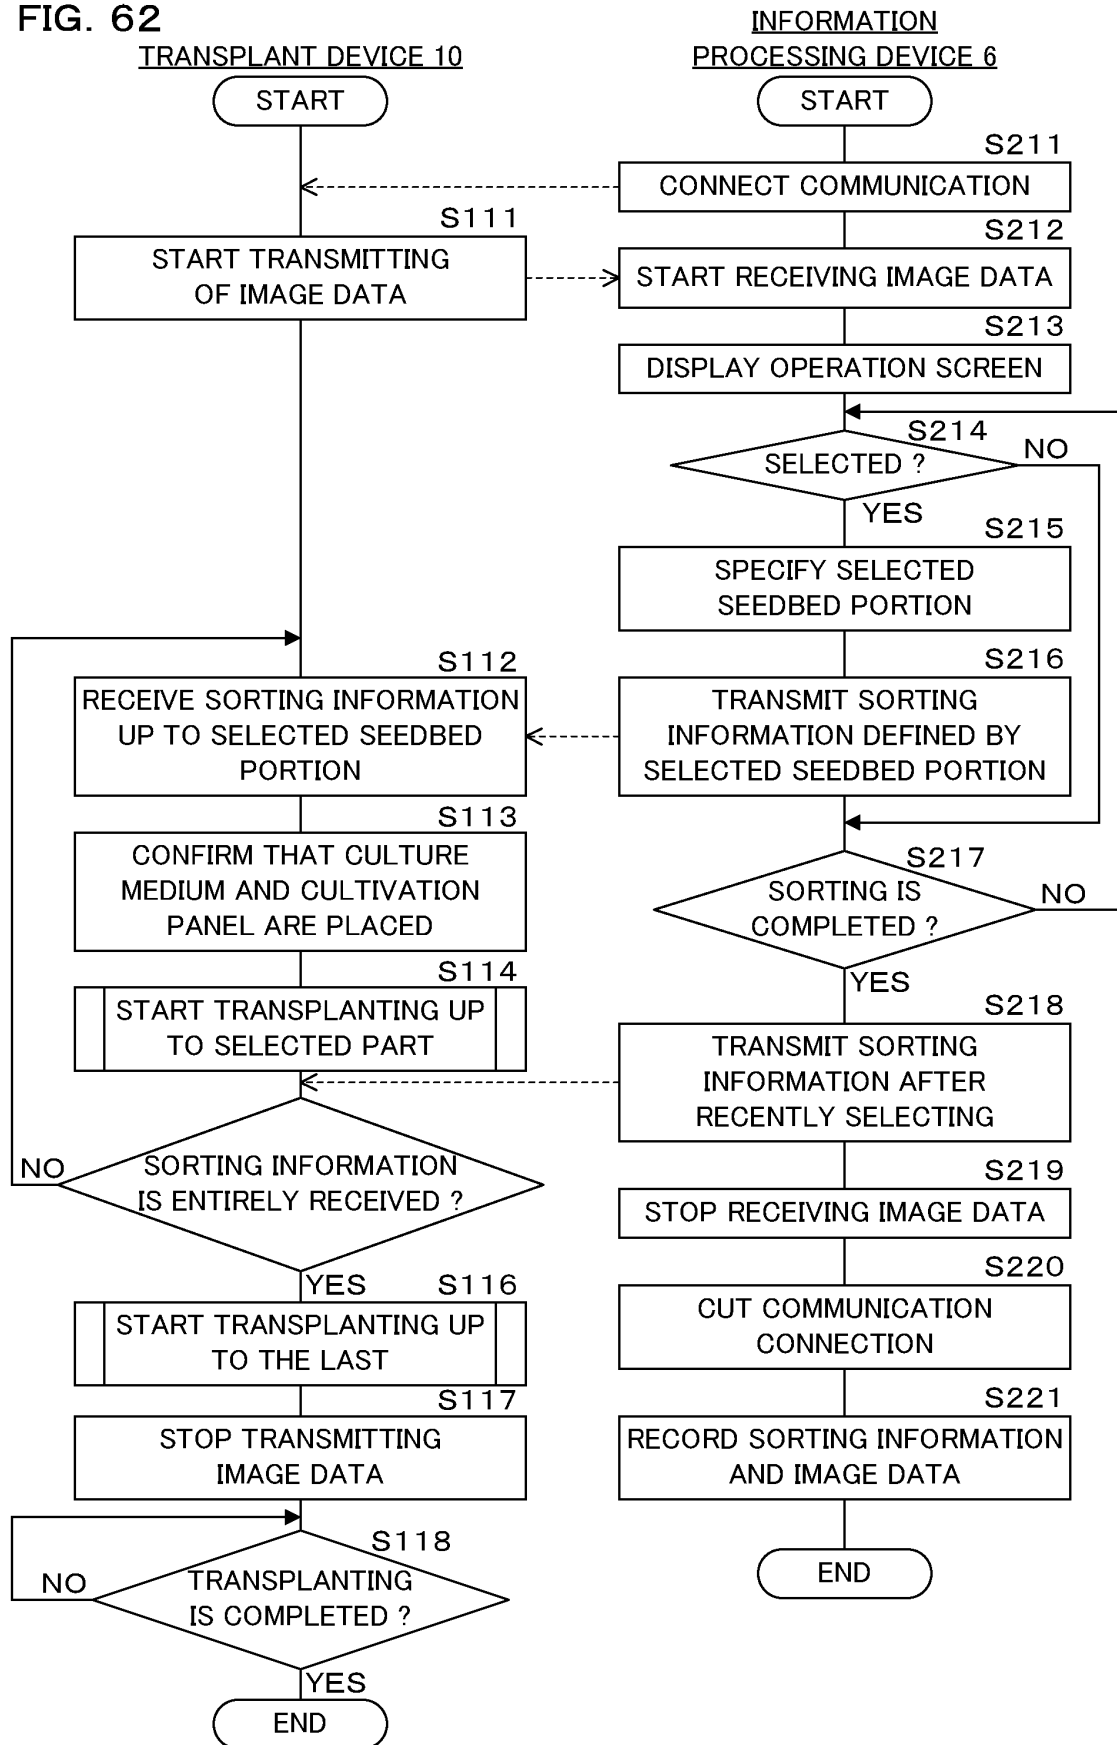 FIG. 62
TRANSPLANT DEVICE 10
START
S111
START TRANSMITTING
OF IMAGE DATA
S112
RECEIVE SORTING INFORMATION
UP TO SELECTED SEEDBED
PORTION
S113
CONFIRM THAT CULTURE
MEDIUM AND CULTIVATION
PANEL ARE PLACED
S114
START TRANSPLANTING UP
TO SELECTED PART
NO
SORTING INFORMATION
IS ENTIRELY RECEIVED ?
YES
S116
START TRANSPLANTING UP
TO THE LAST
S117
STOP TRANSMITTING
IMAGE DATA
S118
NO
TRANSPLANTING
IS COMPLETED ?
YES
END
INFORMATION
PROCESSING DEVICE 6
START
S211
CONNECT COMMUNICATION
S212
START RECEIVING IMAGE DATA
S213
DISPLAY OPERATION SCREEN
S214
SELECTED ?
NO
YES
S215
SPECIFY SELECTED
SEEDBED PORTION
S216
TRANSMIT SORTING
INFORMATION DEFINED BY
SELECTED SEEDBED PORTION
S217
SORTING IS
COMPLETED ?
NO
YES
S218
TRANSMIT SORTING
INFORMATION AFTER
RECENTLY SELECTING
S219
STOP RECEIVING IMAGE DATA
S220
CUT COMMUNICATION
CONNECTION
S221
RECORD SORTING INFORMATION
AND IMAGE DATA
END